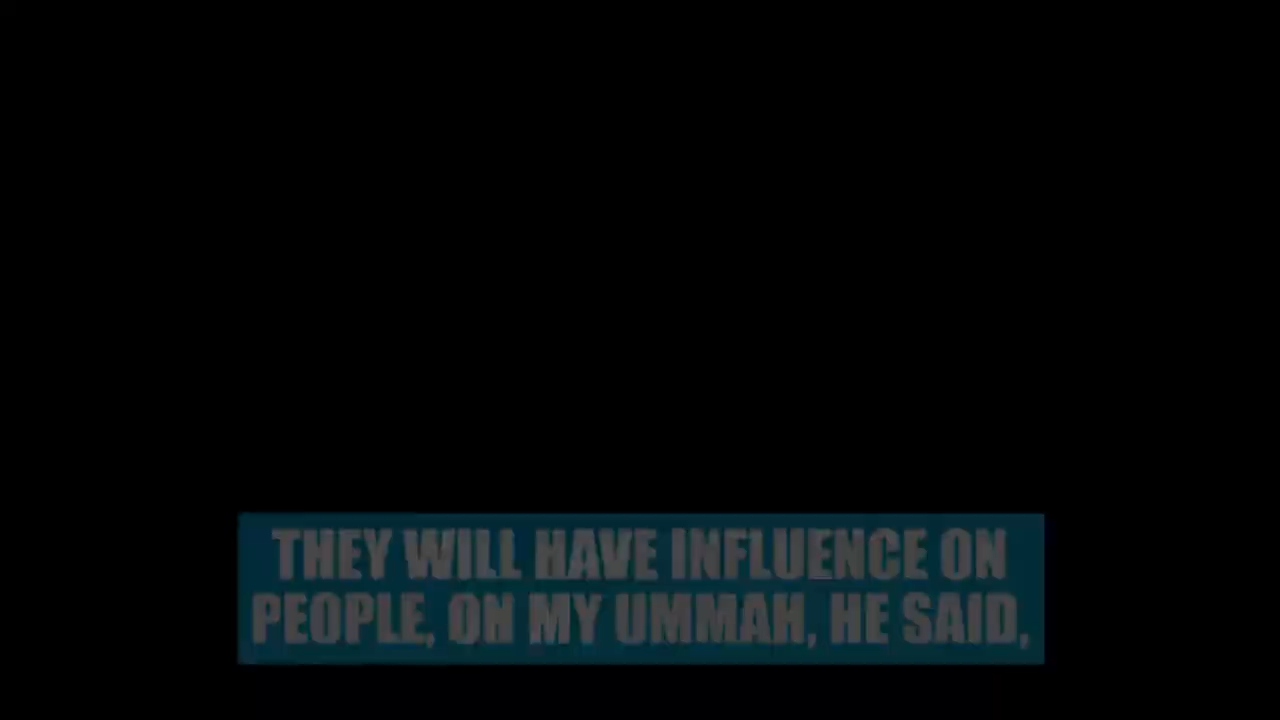 THEY WILL HAVE INFLUENCE ON
PEOPLE, ON MY UMMAH, HE SAID,